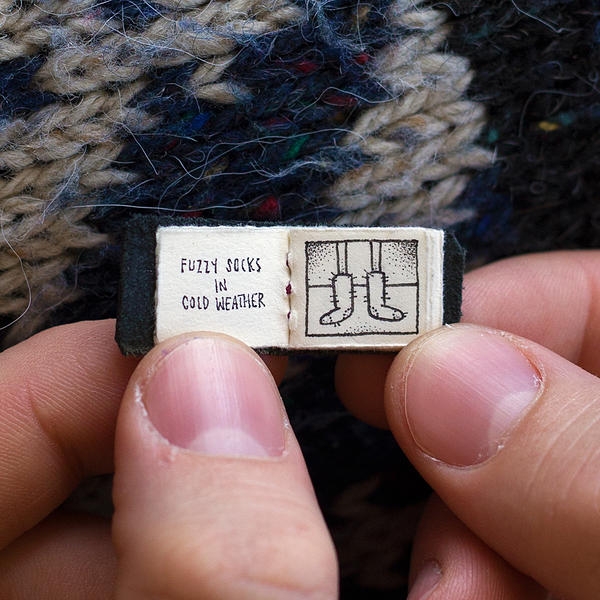 FUZZY SOCKS
IN
COLD WEATHER